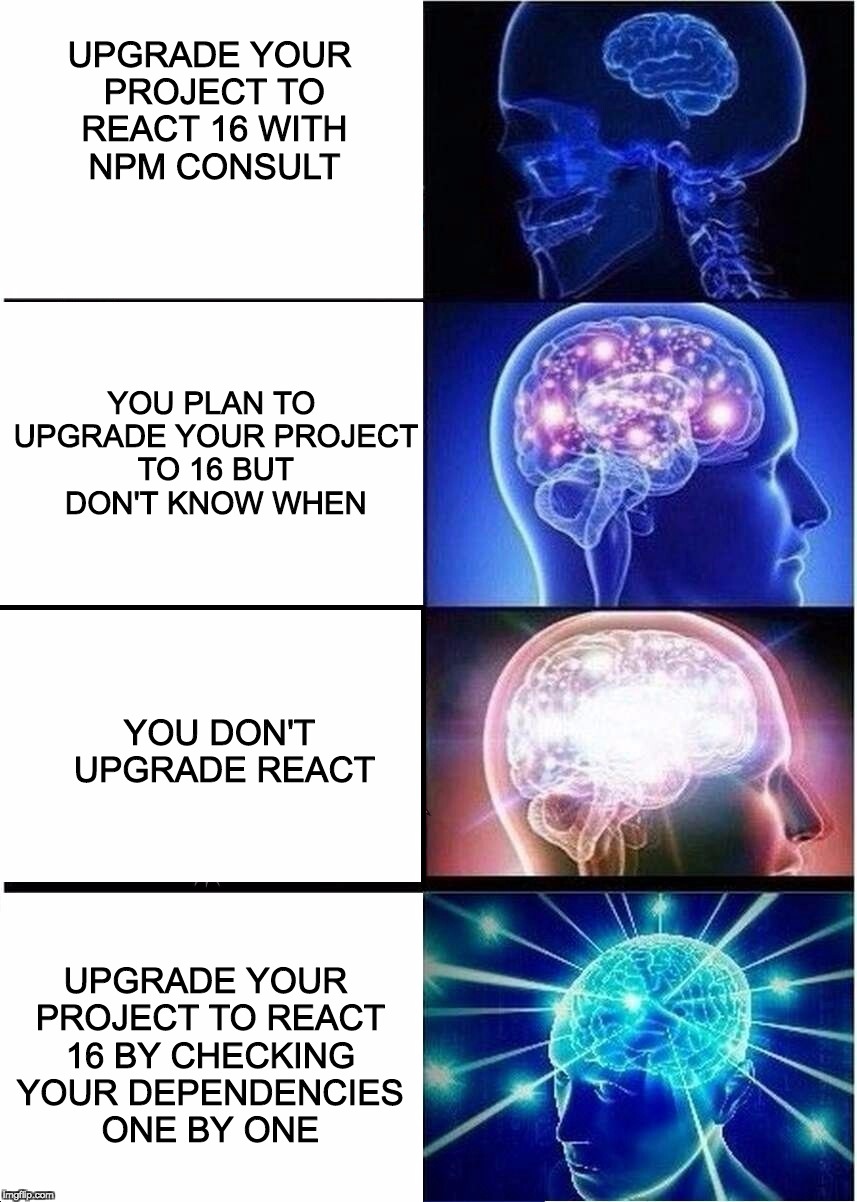 UPGRADE YOUR
PROJECT TO
REACT 16 WITH
NPM CONSULT
YOU PLAN TO
UPGRADE YOUR PROJECT
TO 16 BUT
DON'T KNOW WHEN
YOU DON'T
UPGRADE REACT
UPGRADE YOUR
PROJECT TO REACT
16 BY CHECKING
YOUR DEPENDENCIES
ONE BY ONE
imgflip.com